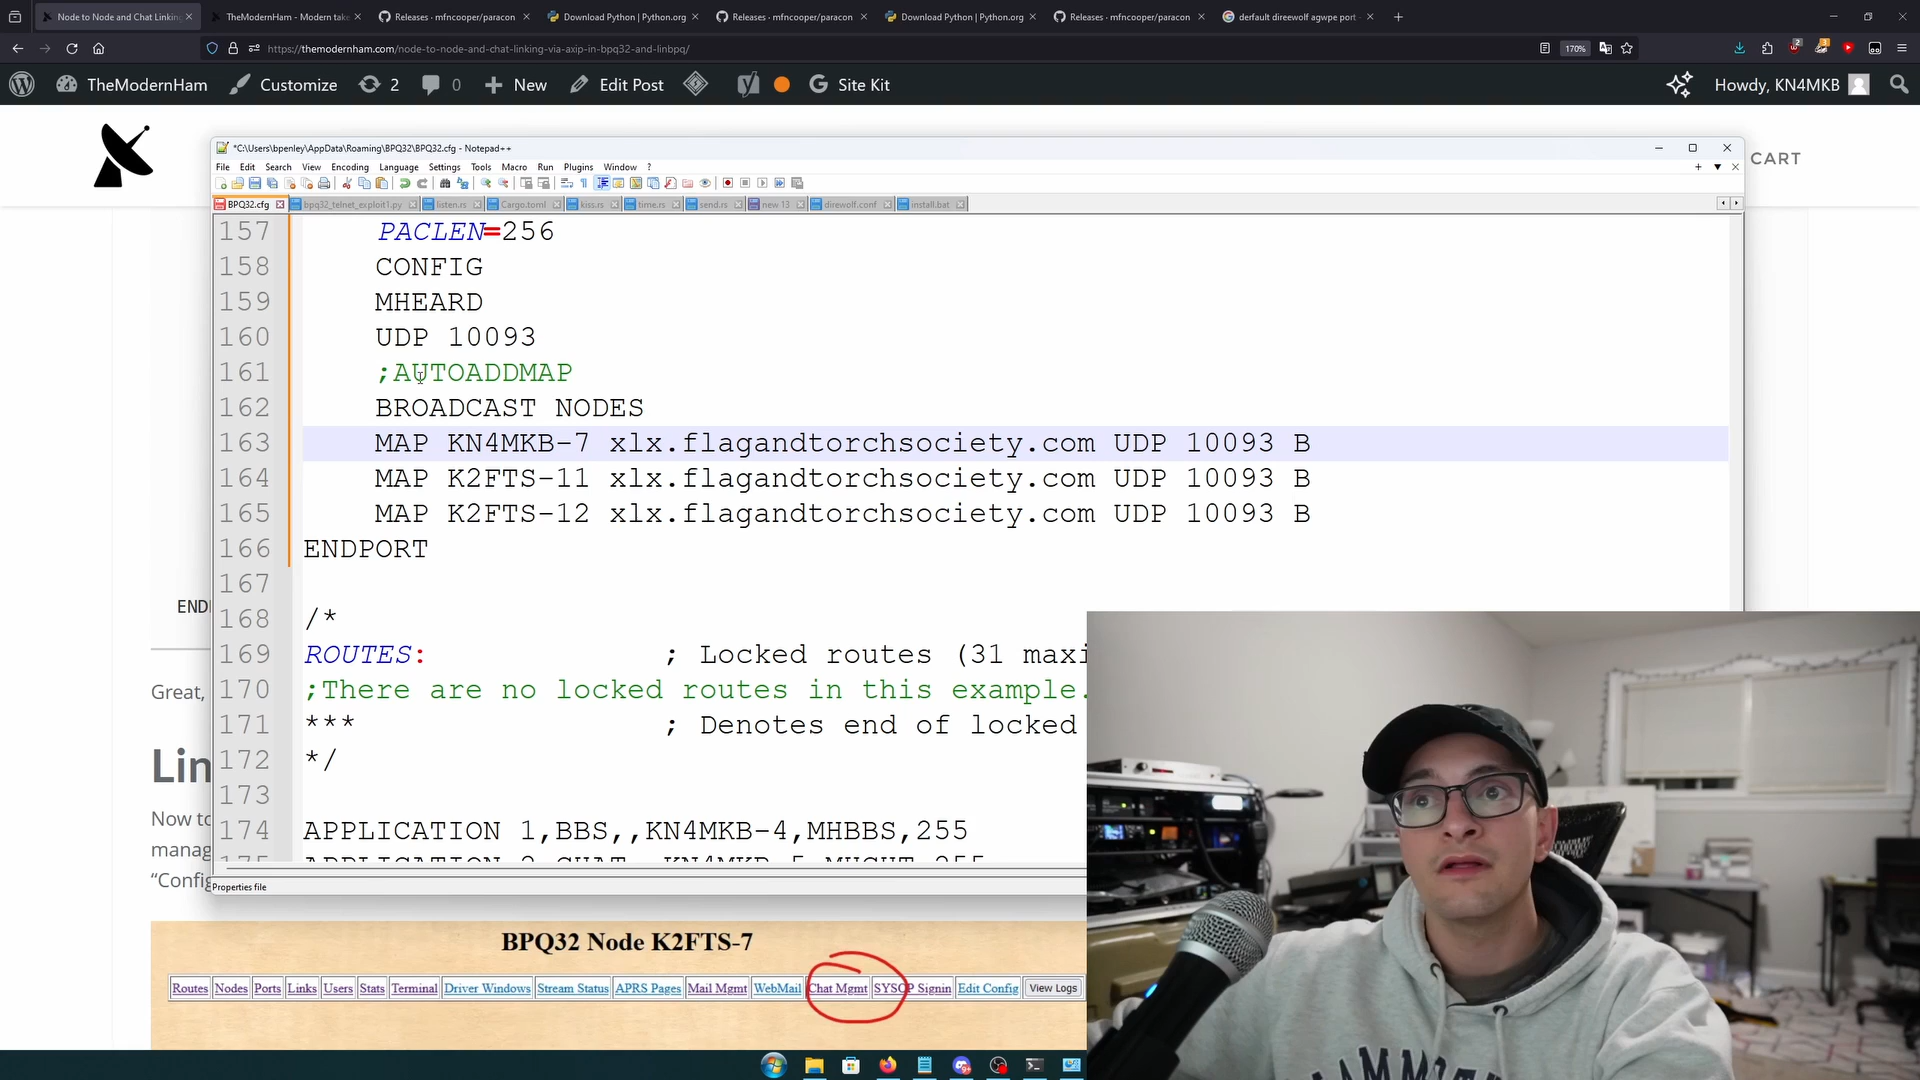 Node to Node and Chat Linking
TheModernHam - Modern take
Releases · mfncooper/paracon
Download Python | Python.org
Releases · mfncooper/paracon
Download Python | Python.org
Releases · mfncooper/paracon
derfault direewolf agwpe port -
https://themodernham.com/node-to-node-and-chat-linking-via-axip-in-bpq32-and-linbpq/
170%
TheModernHam
Customize
2
0
New
Edit Post
Site Kit
Howdy, KN4MKB
CART
*C:\Users\bpenley\AppData\Roaming\BPQ32\BPQ32.cfg - Notepad++
File Edit Search View Encoding Language Settings Tools Macro Run Plugins Window ?
BPQ32.cfg bpq32_telnet_exploit1.py listen.rs Cargo.toml kiss.rs time.rs send.rs new 13 direwolf.conf install.bat
157 PACLEN=256
158 CONFIG
159 MHEARD
160 UDP 10093
161 ;AUTOADDMAP
162 BROADCAST NODES
163 MAP KN4MKB-7 xlx.flagandtorchsociety.com UDP 10093 B
164 MAP K2FTS-11 xlx.flagandtorchsociety.com UDP 10093 B
165 MAP K2FTS-12 xlx.flagandtorchsociety.com UDP 10093 B
166 ENDPORT
167
168 /*
169 ROUTES: ; Locked routes (31 maxi
170 ;There are no locked routes in this example.
171 *** ; Denotes end of locked
172 */
173
174 APPLICATION 1,BBS,,KN4MKB-4,MHBBS,255
Properties file
END
Great,
Lin
Now to
manag
“Config
BPQ32 Node K2FTS-7
Routes Nodes Ports Links Users Stats Terminal Driver Windows Stream Status APRS Pages Mail Mgmt WebMail Chat Mgmt SYSOP Signin Edit Config View Logs